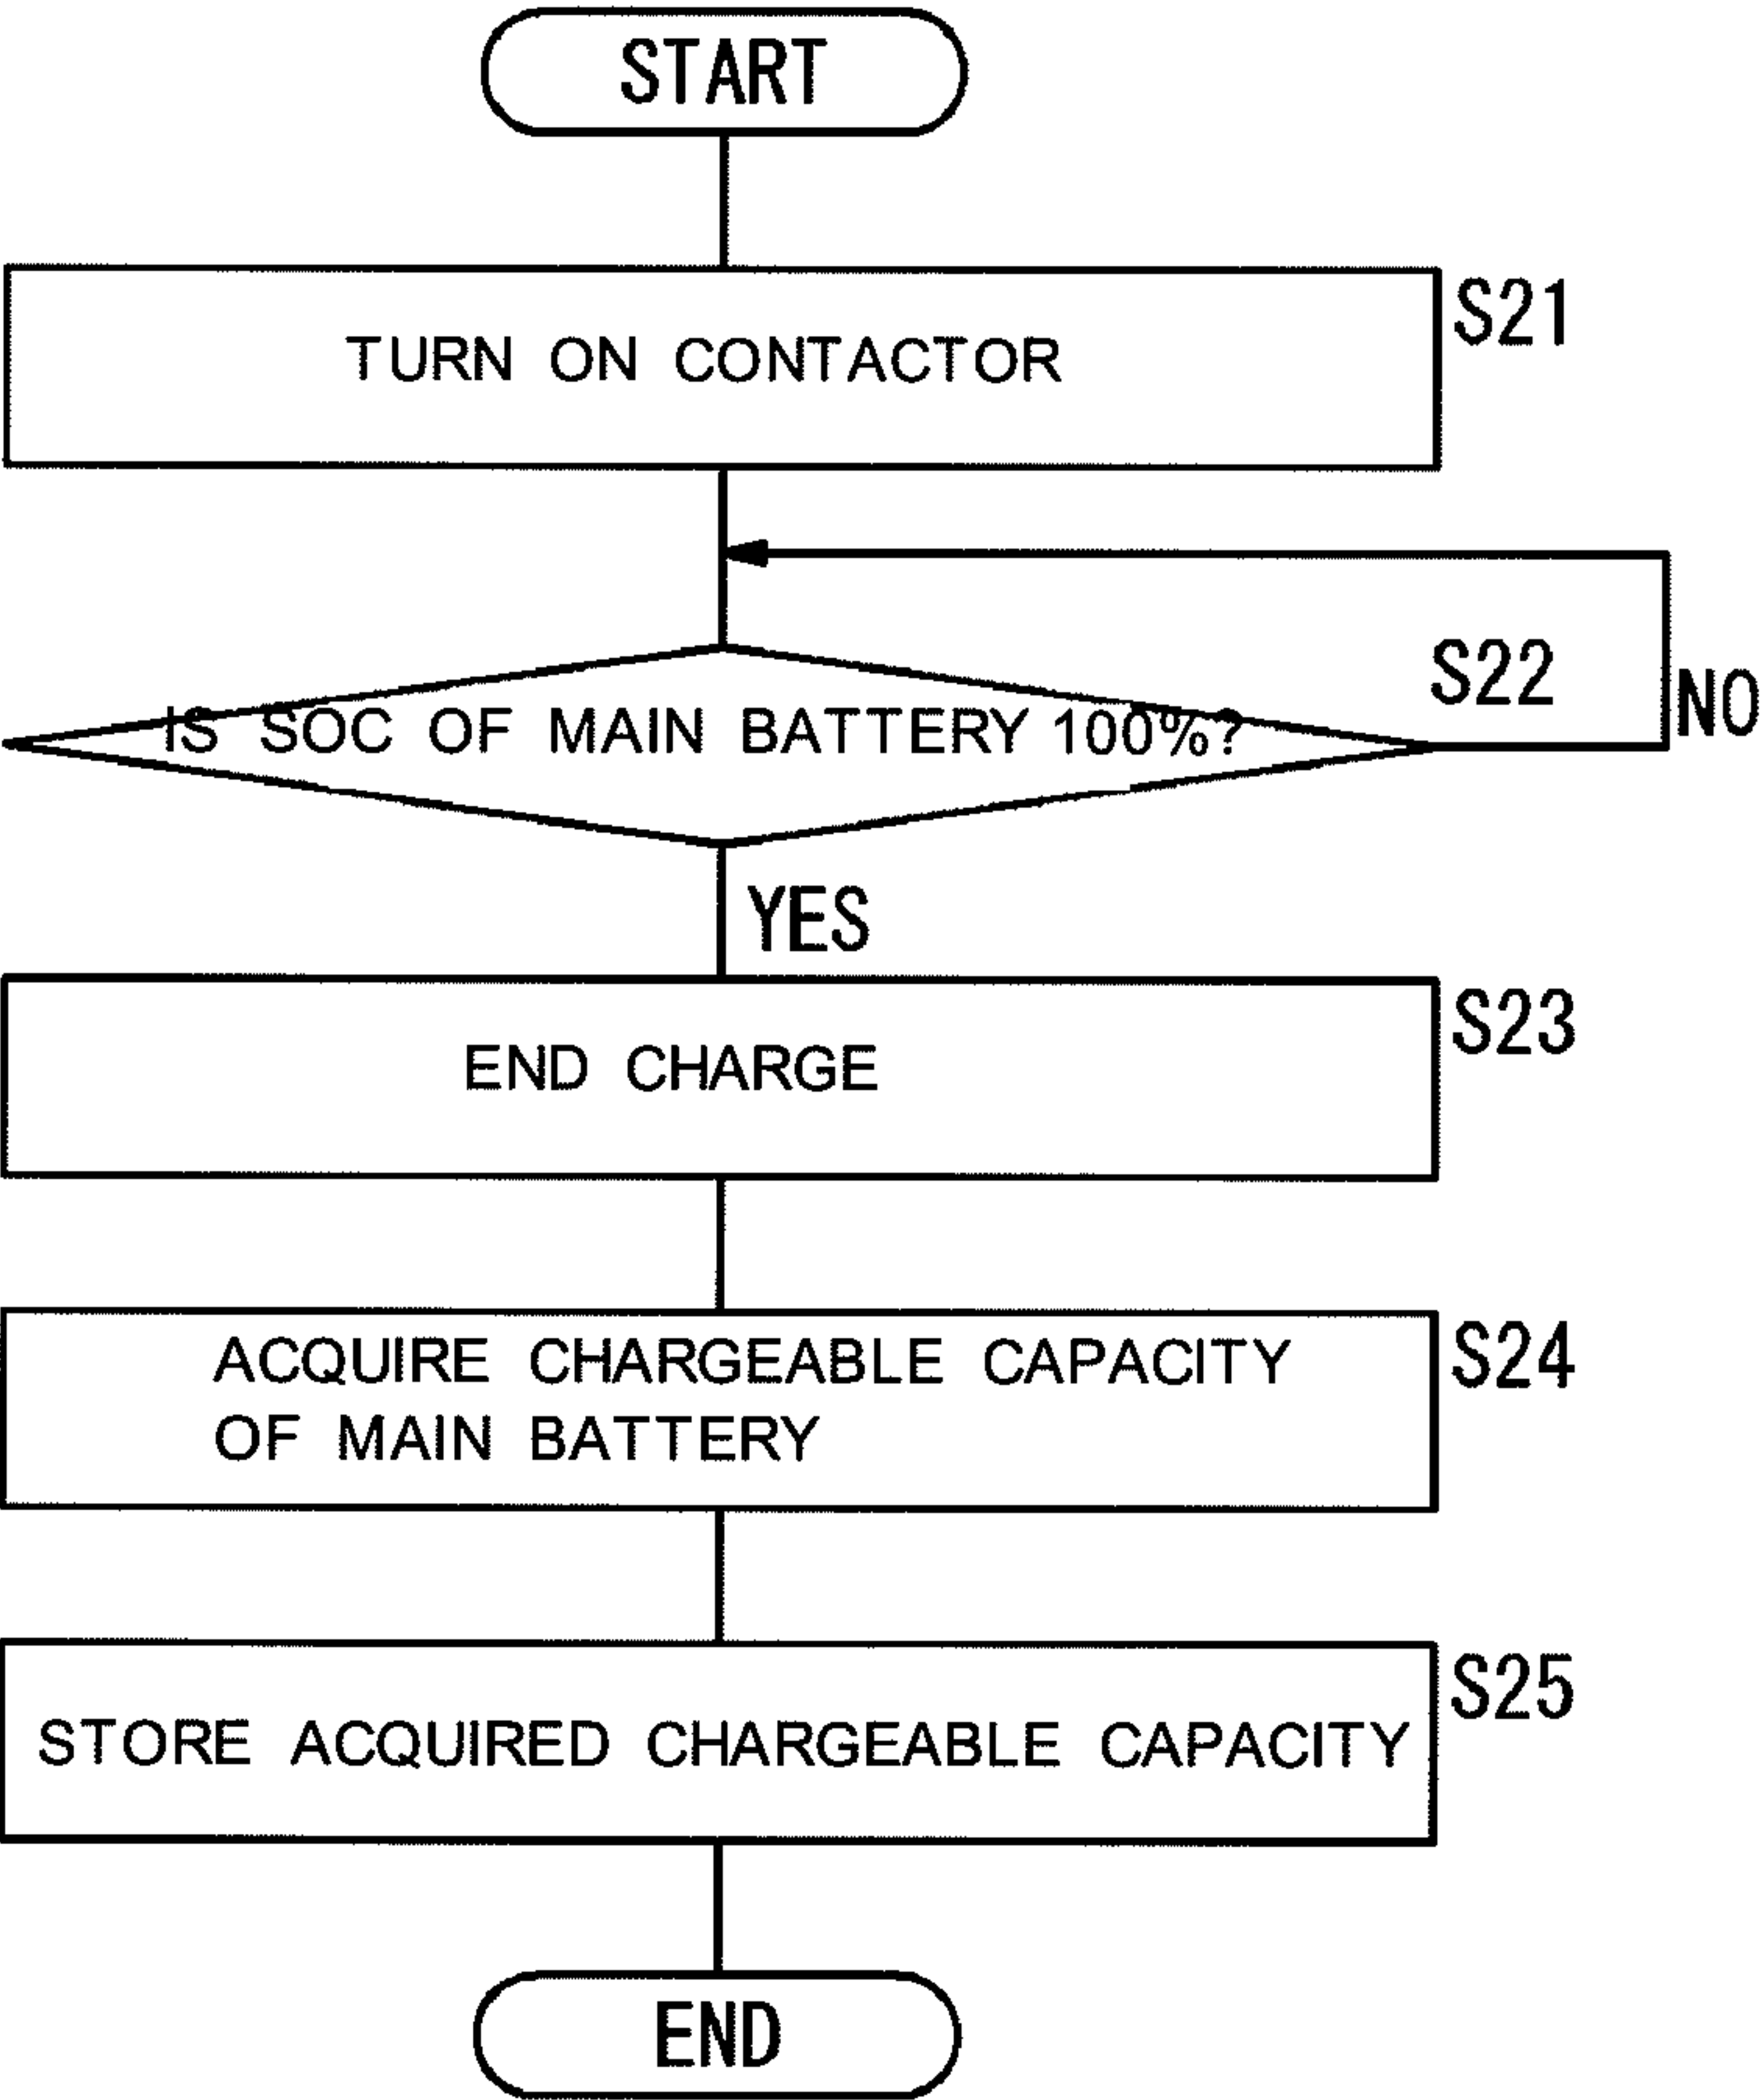 START
TURN ON CONTACTOR
S21
IS SOC OF MAIN BATTERY 100%?
S22
NO
YES
END CHARGE
S23
ACQUIRE CHARGEABLE CAPACITY
OF MAIN BATTERY
S24
STORE ACQUIRED CHARGEABLE CAPACITY
S25
END